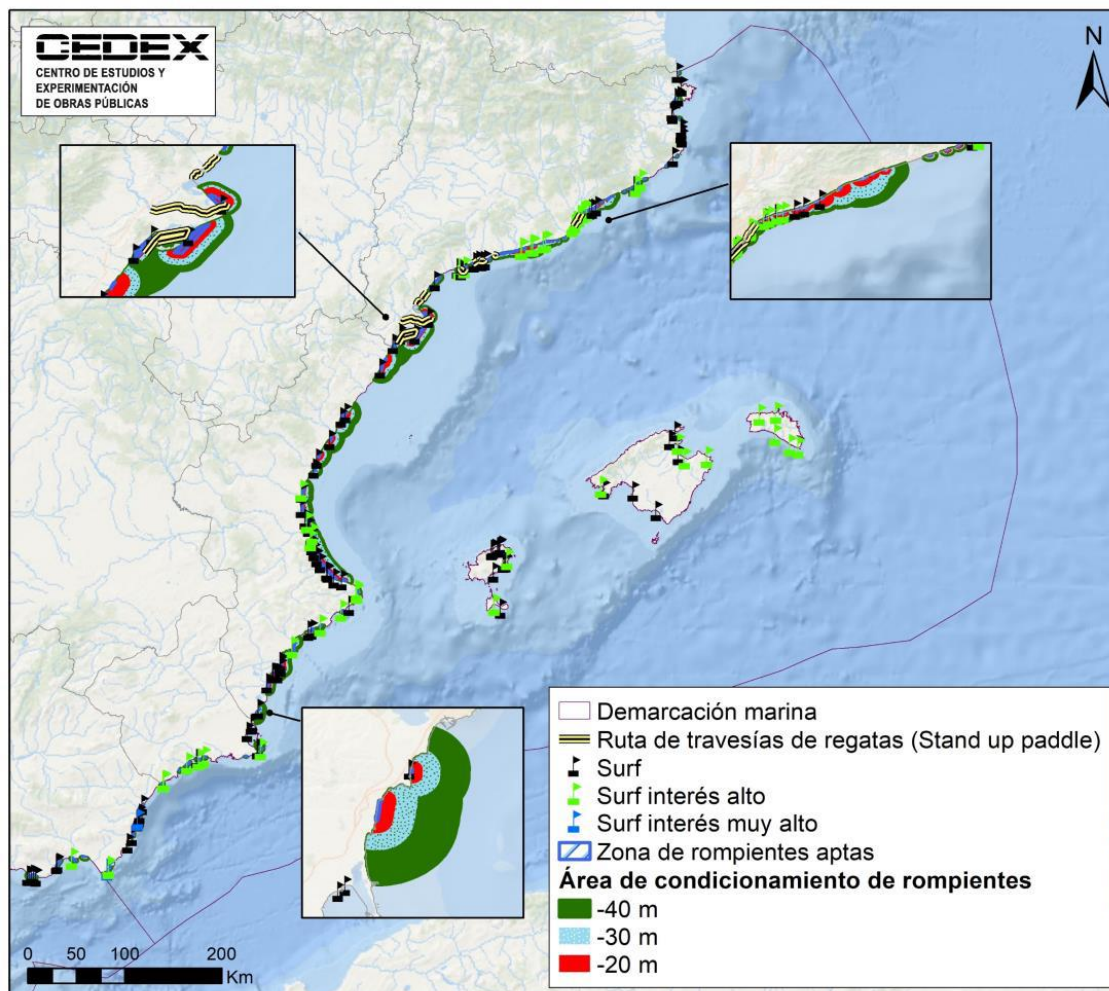 CEDEX
CENTRO DE ESTUDIOS Y
EXPERIMENTACIÓN
DE OBRAS PÚBLICAS
N
Demarcación marina
Ruta de travesías de regatas (Stand up paddle)
Surf
Surf interés alto
Surf interés muy alto
Zona de rompientes aptas
Área de condicionamiento de rompientes
-40 m
-30 m
-20 m
0 50 100 200
Km